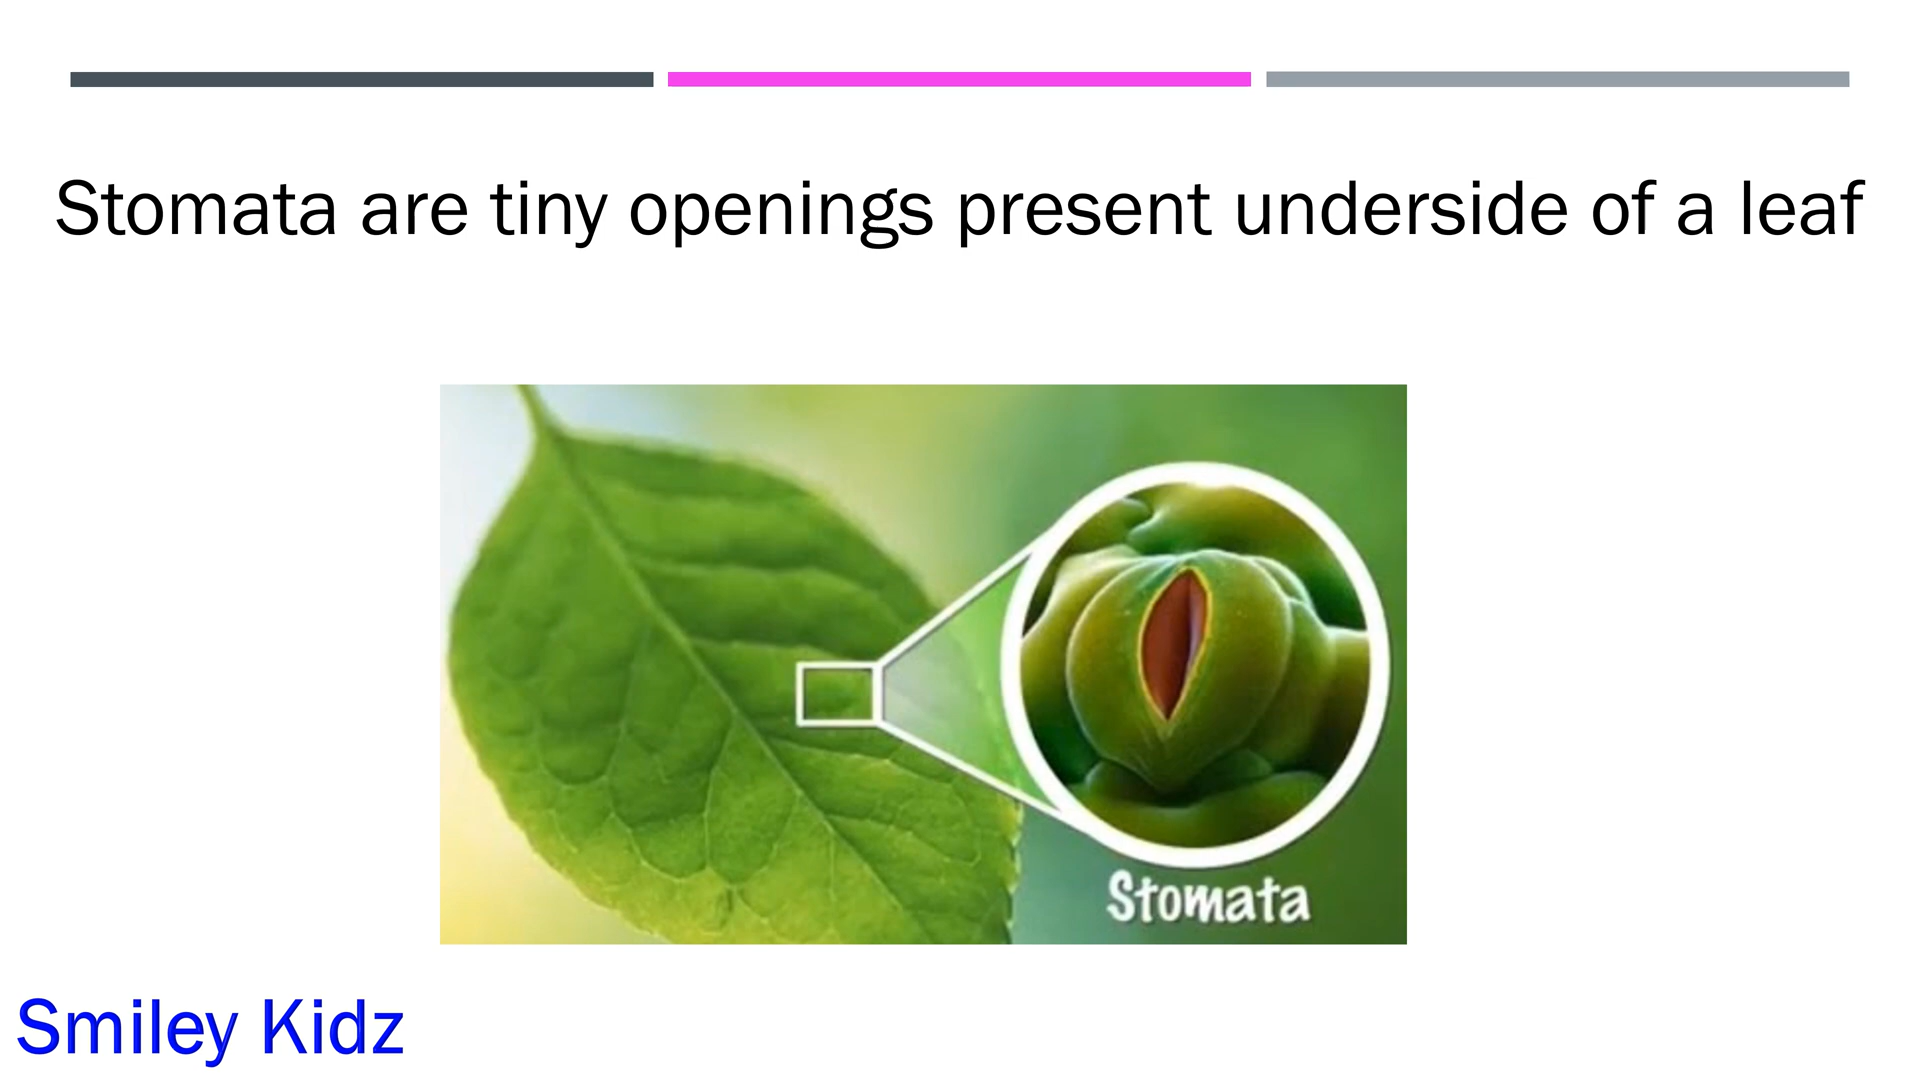 Stomata are tiny openings present underside of a leaf
Stomata
Smiley Kidz